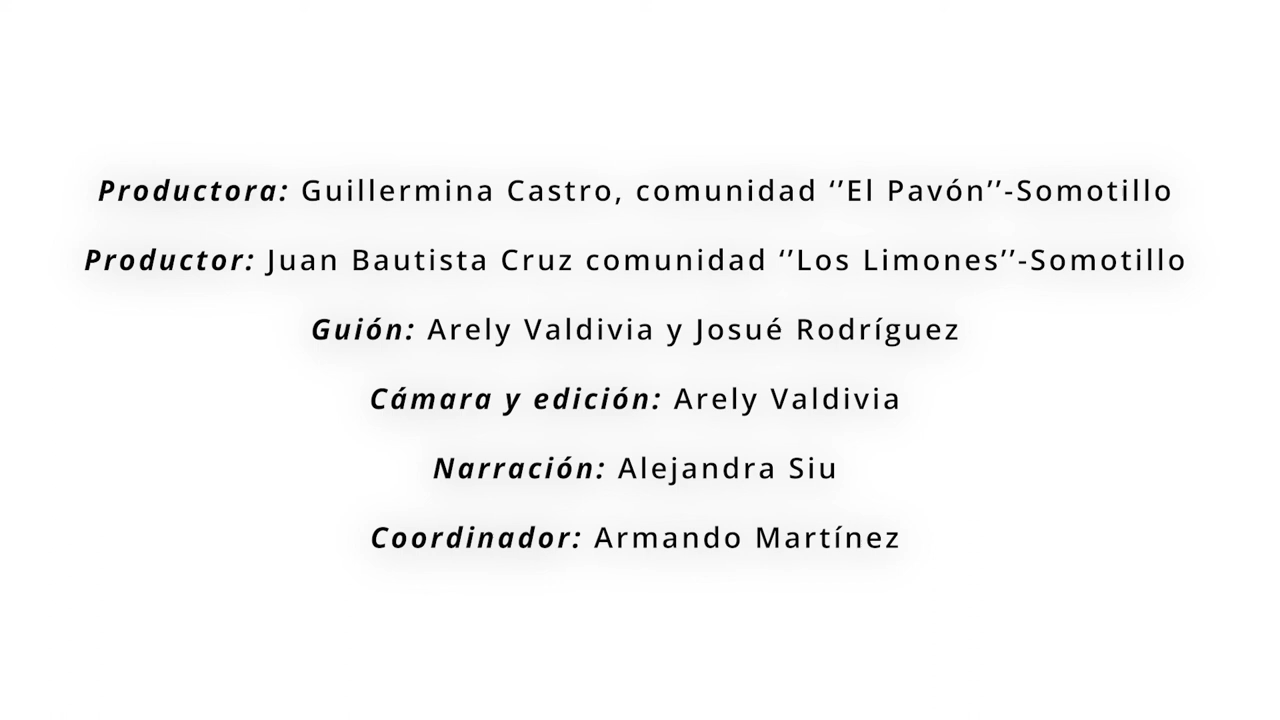 Productora: Guillermina Castro, comunidad ‘’El Pavón’’-Somotillo
Productor: Juan Bautista Cruz comunidad ‘’Los Limones’’-Somotillo
Guión: Arely Valdivia y Josué Rodríguez
Cámara y edición: Arely Valdivia
Narración: Alejandra Siu
Coordinador: Armando Martínez